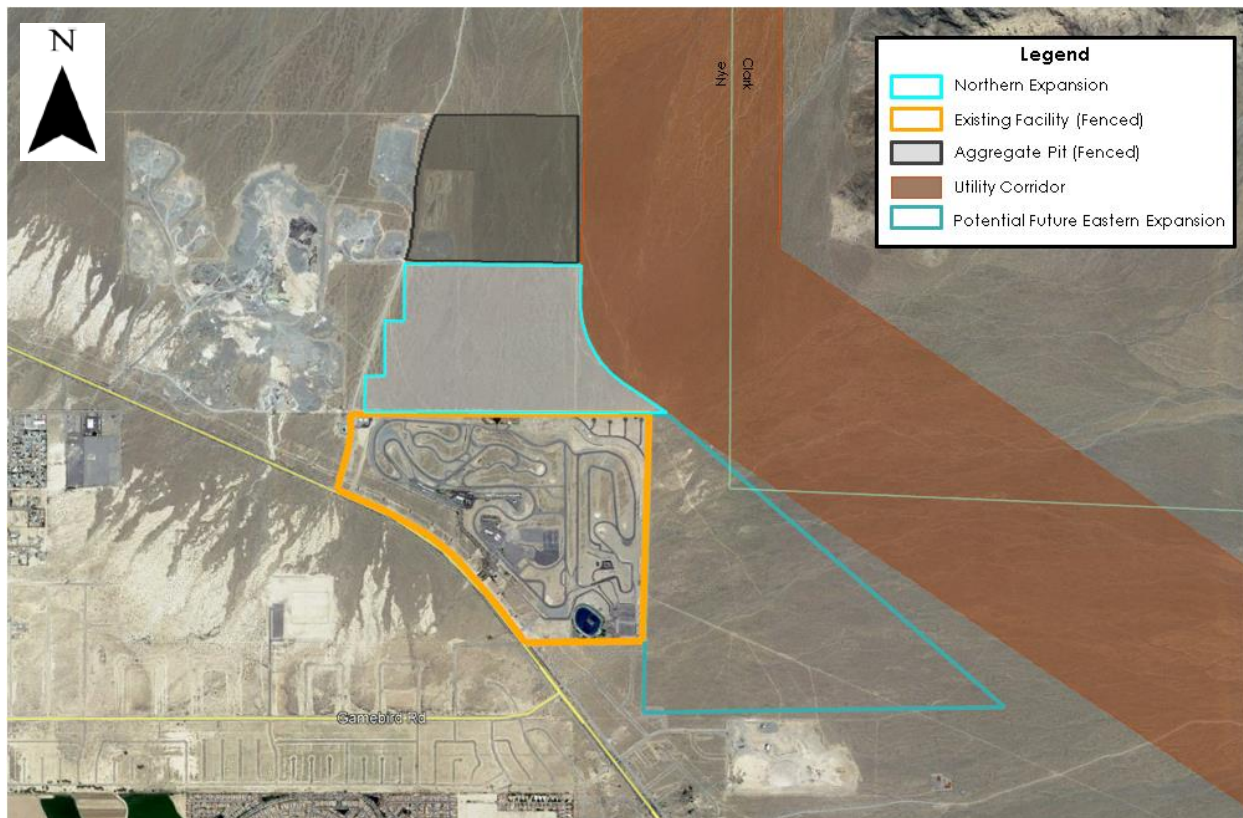 N
Legend
Northern Expansion
Existing Facility (Fenced)
Aggregate Pit (Fenced)
Utility Corridor
Potential Future Eastern Expansion
Nye
Clark
Gamebird Rd